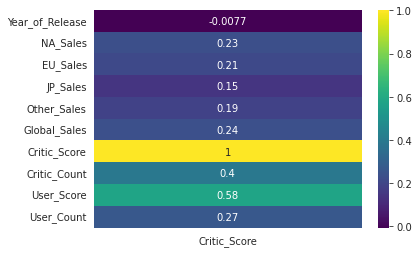 Year_of_Release -0.0077
NA_Sales 0.23
EU_Sales 0.21
JP_Sales 0.15
Other_Sales 0.19
Global_Sales 0.24
Critic_Score 1
Critic_Count 0.4
User_Score 0.58
User_Count 0.27
Critic_Score
1.0
0.8
0.6
0.4
0.2
0.0